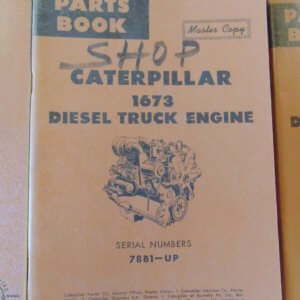 PARTS
BOOK
Master Copy
SHOP
CATERPILLAR
1673
DIESEL TRUCK ENGINE
SERIAL NUMBERS
78B1—UP